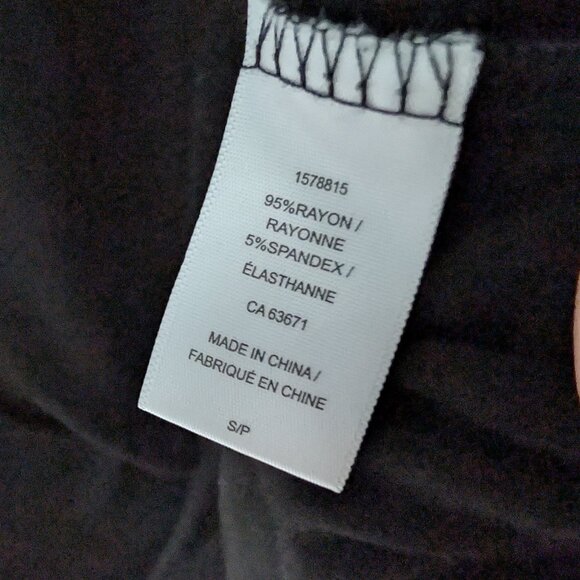 1578815
95%RAYON /
RAYONNE
5%SPANDEX /
ÉLASTHANNE
CA 63671
MADE IN CHINA /
FABRIQUÉ EN CHINE
S/P